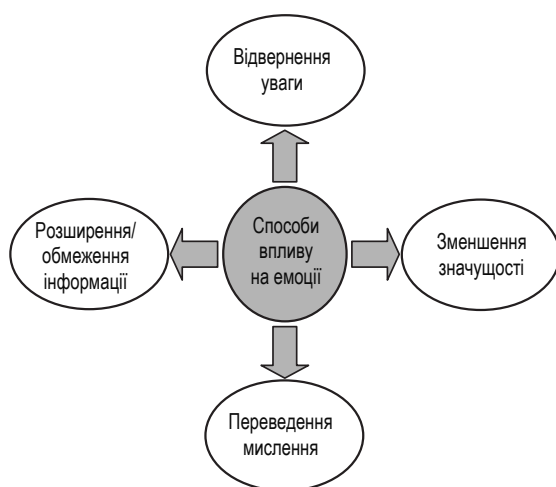 Відвернення
уваги
Розширення/
обмеження
інформації
Способи
впливу
на емоції
Зменшення
значущості
Переведення
мислення